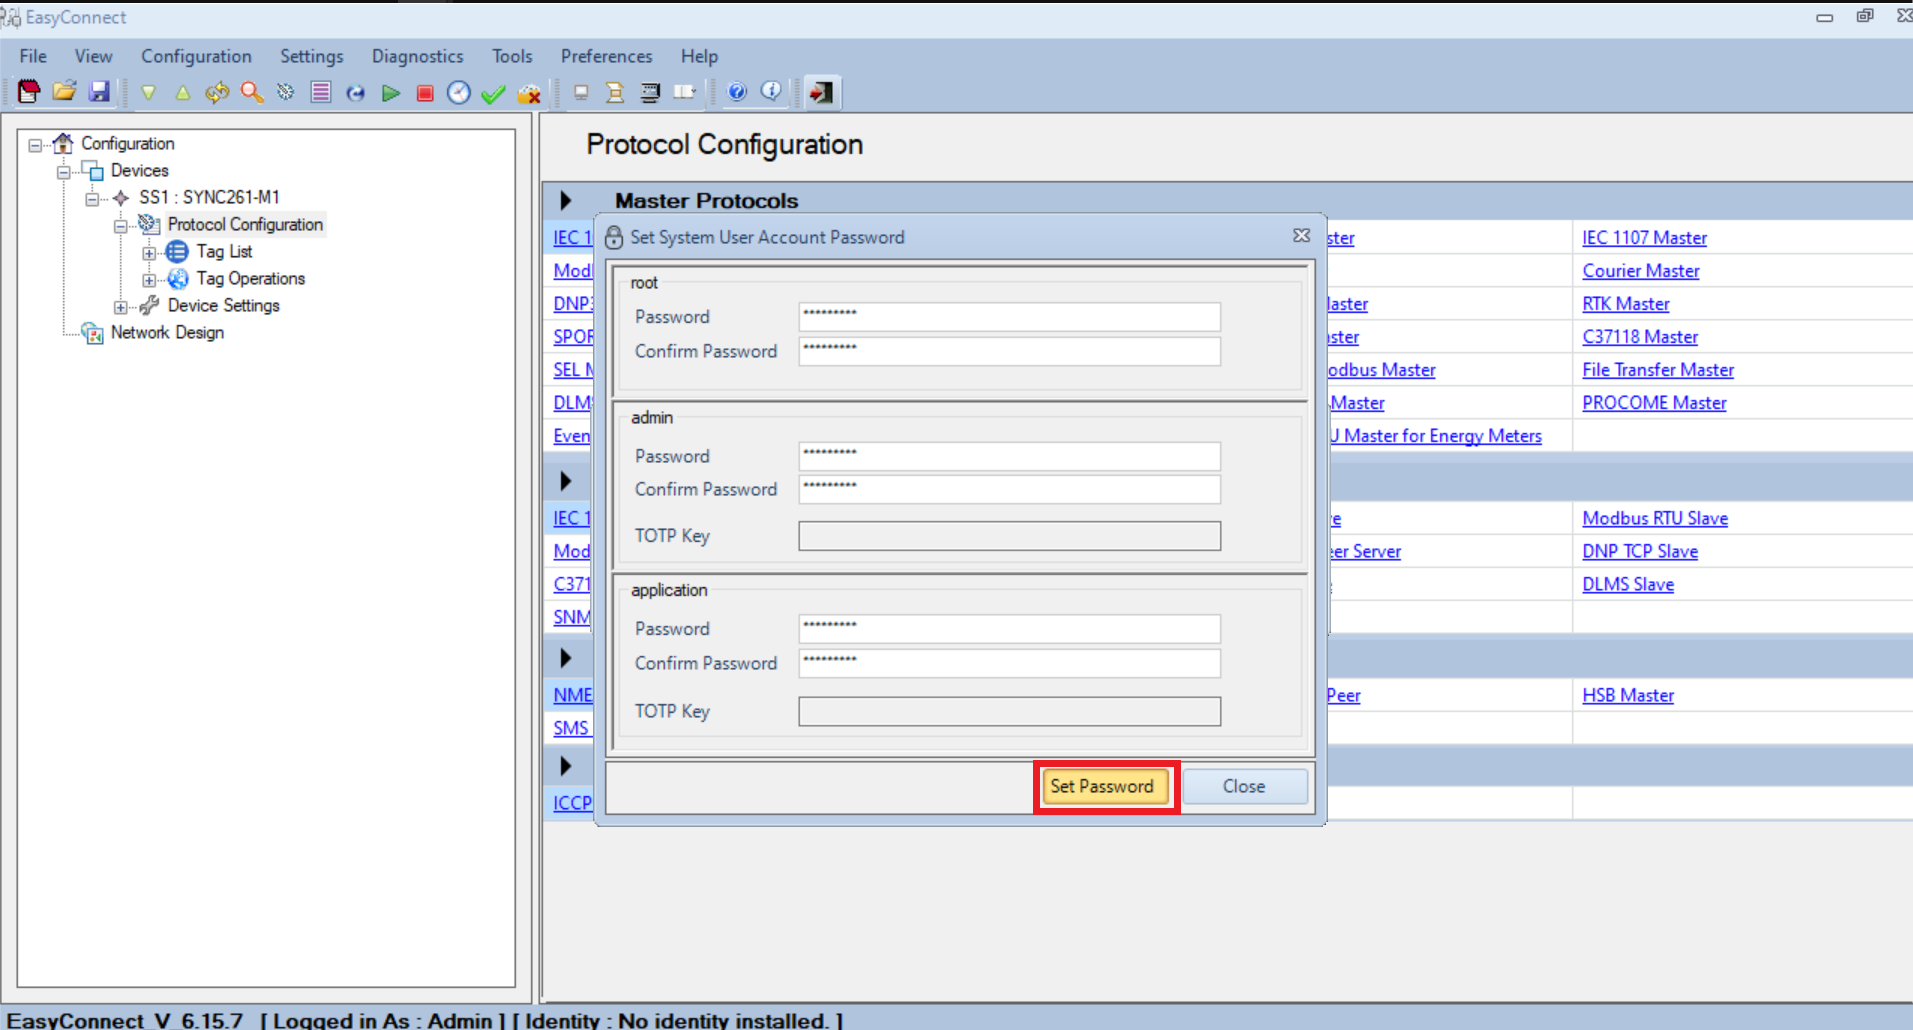 EasyConnect
File View Configuration Settings Diagnostics Tools Preferences Help
Configuration
Devices
SS1 : SYNC261-M1
Protocol Configuration
Tag List
Tag Operations
Device Settings
Network Design
Protocol Configuration
Master Protocols
IEC 1 ster IEC 1107 Master
Mod Courier Master
DNP3 Master RTK Master
SPOR ster C37118 Master
SEL M odbus Master File Transfer Master
DLMS Master PROCOME Master
Even U Master for Energy Meters
IEC 1 e Modbus RTU Slave
Mod er Server DNP TCP Slave
C371 DLMS Slave
SNM
NME Peer HSB Master
SMS
ICCP
Set System User Account Password
root
Password *********
Confirm Password *********
admin
Password *********
Confirm Password *********
TOTP Key
application
Password *********
Confirm Password *********
TOTP Key
Set Password Close
EasyConnect V_6.15.7 [ Logged in As : Admin ] [ Identity : No identity installed. ]